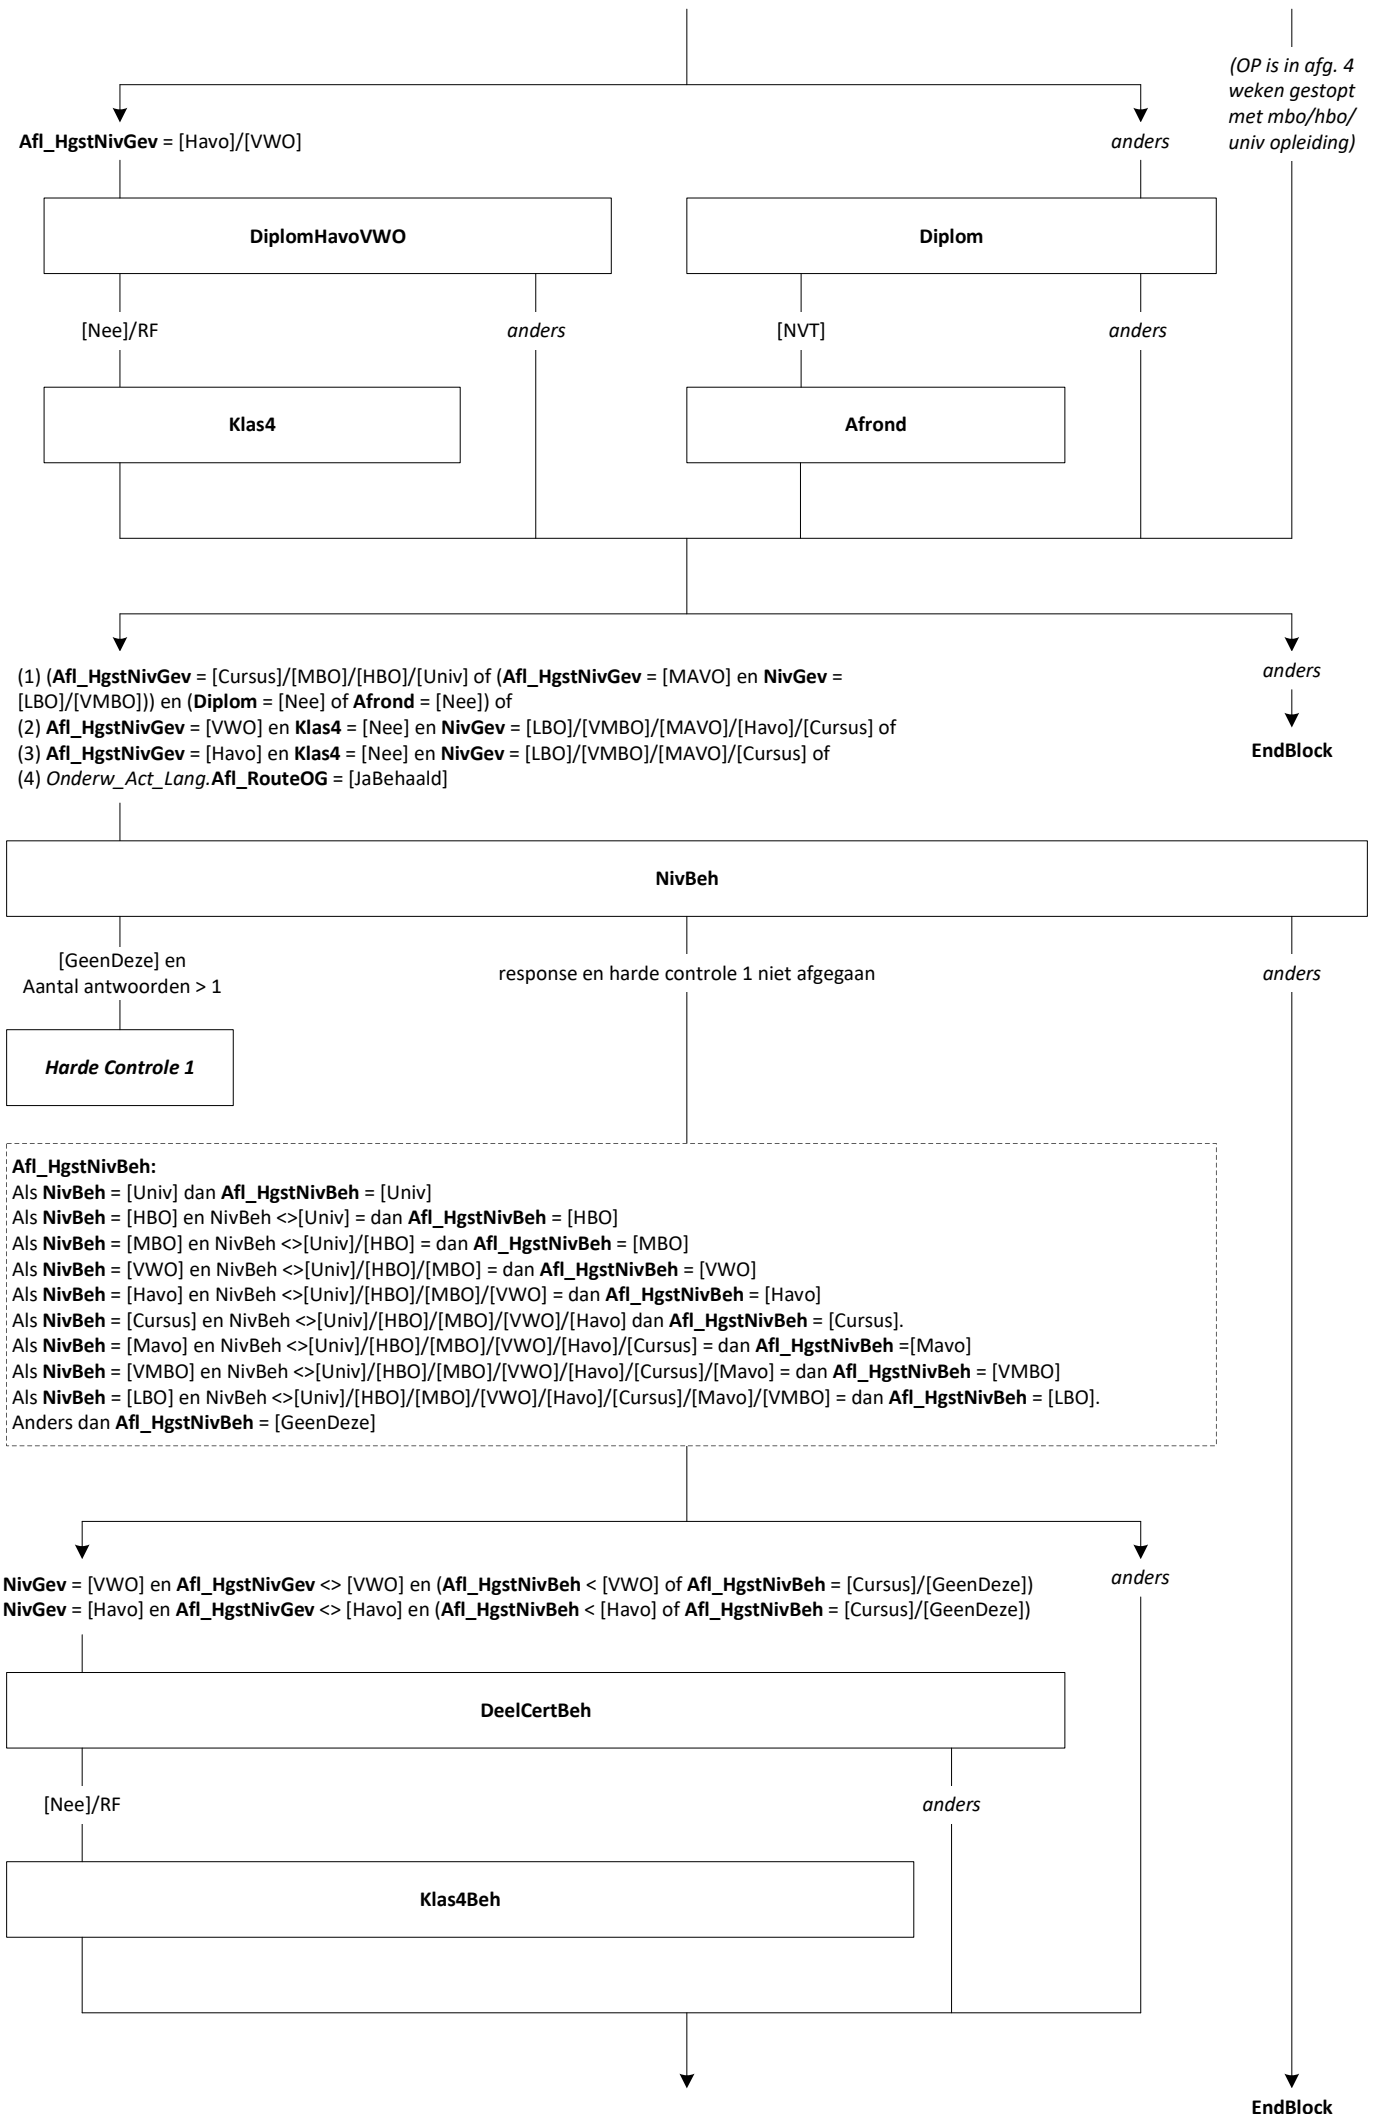 (OP is in afg. 4
weken gestopt
met mbo/hbo/
univ opleiding)
Afl_HgstNivGev = [Havo]/[VWO]
anders
DiplomHavoVWO
Diplom
[Nee]/RF
anders
[NVT]
anders
Klas4
Afrond
(1) (Afl_HgstNivGev = [Cursus]/[MBO]/[HBO]/[Univ] of (Afl_HgstNivGev = [MAVO] en NivGev =
[LBO]/[VMBO])) en (Diplom = [Nee] of Afrond = [Nee]) of
(2) Afl_HgstNivGev = [VWO] en Klas4 = [Nee] en NivGev = [LBO]/[VMBO]/[MAVO]/[Havo]/[Cursus] of
(3) Afl_HgstNivGev = [Havo] en Klas4 = [Nee] en NivGev = [LBO]/[VMBO]/[MAVO]/[Cursus] of
(4) Onderw_Act_Lang.Afl_RouteOG = [JaBehaald]
anders
EndBlock
NivBeh
[GeenDeze] en
Aantal antwoorden > 1
response en harde controle 1 niet afgegaan
anders
Harde Controle 1
Afl_HgstNivBeh:
Als NivBeh = [Univ] dan Afl_HgstNivBeh = [Univ]
Als NivBeh = [HBO] en NivBeh <>[Univ] = dan Afl_HgstNivBeh = [HBO]
Als NivBeh = [MBO] en NivBeh <>[Univ]/[HBO] = dan Afl_HgstNivBeh = [MBO]
Als NivBeh = [VWO] en NivBeh <>[Univ]/[HBO]/[MBO] = dan Afl_HgstNivBeh = [VWO]
Als NivBeh = [Havo] en NivBeh <>[Univ]/[HBO]/[MBO]/[VWO] = dan Afl_HgstNivBeh = [Havo]
Als NivBeh = [Cursus] en NivBeh <>[Univ]/[HBO]/[MBO]/[VWO]/[Havo] dan Afl_HgstNivBeh = [Cursus].
Als NivBeh = [Mavo] en NivBeh <>[Univ]/[HBO]/[MBO]/[VWO]/[Havo]/[Cursus] = dan Afl_HgstNivBeh =[Mavo]
Als NivBeh = [VMBO] en NivBeh <>[Univ]/[HBO]/[MBO]/[VWO]/[Havo]/[Cursus]/[Mavo] = dan Afl_HgstNivBeh = [VMBO]
Als NivBeh = [LBO] en NivBeh <>[Univ]/[HBO]/[MBO]/[VWO]/[Havo]/[Cursus]/[Mavo]/[VMBO] = dan Afl_HgstNivBeh = [LBO].
Anders dan Afl_HgstNivBeh = [GeenDeze]
NivGev = [VWO] en Afl_HgstNivGev <> [VWO] en (Afl_HgstNivBeh < [VWO] of Afl_HgstNivBeh = [Cursus]/[GeenDeze])
NivGev = [Havo] en Afl_HgstNivGev <> [Havo] en (Afl_HgstNivBeh < [Havo] of Afl_HgstNivBeh = [Cursus]/[GeenDeze])
anders
DeelCertBeh
[Nee]/RF
anders
Klas4Beh
EndBlock